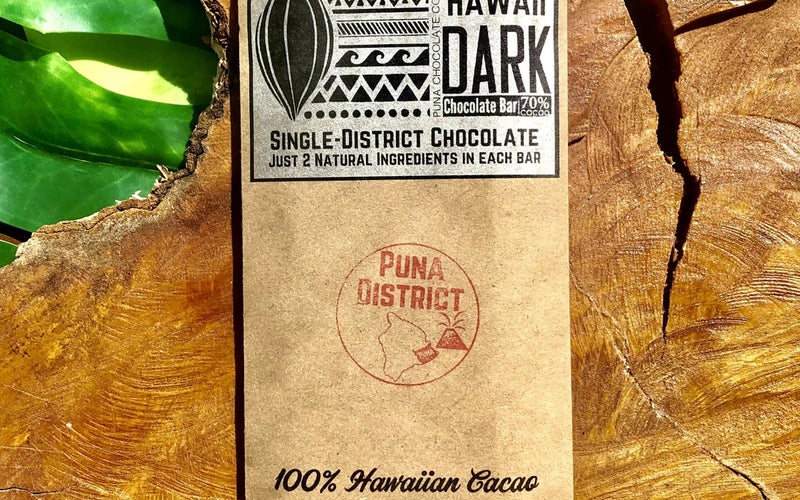 HAWAII
DARK
Chocolate Bar 70% cacao
PUNA CHOCOLATE CO
SINGLE-DISTRICT CHOCOLATE
JUST 2 NATURAL INGREDIENTS IN EACH BAR
PUNA
DISTRICT
PUNA
100% Hawaiian Cacao